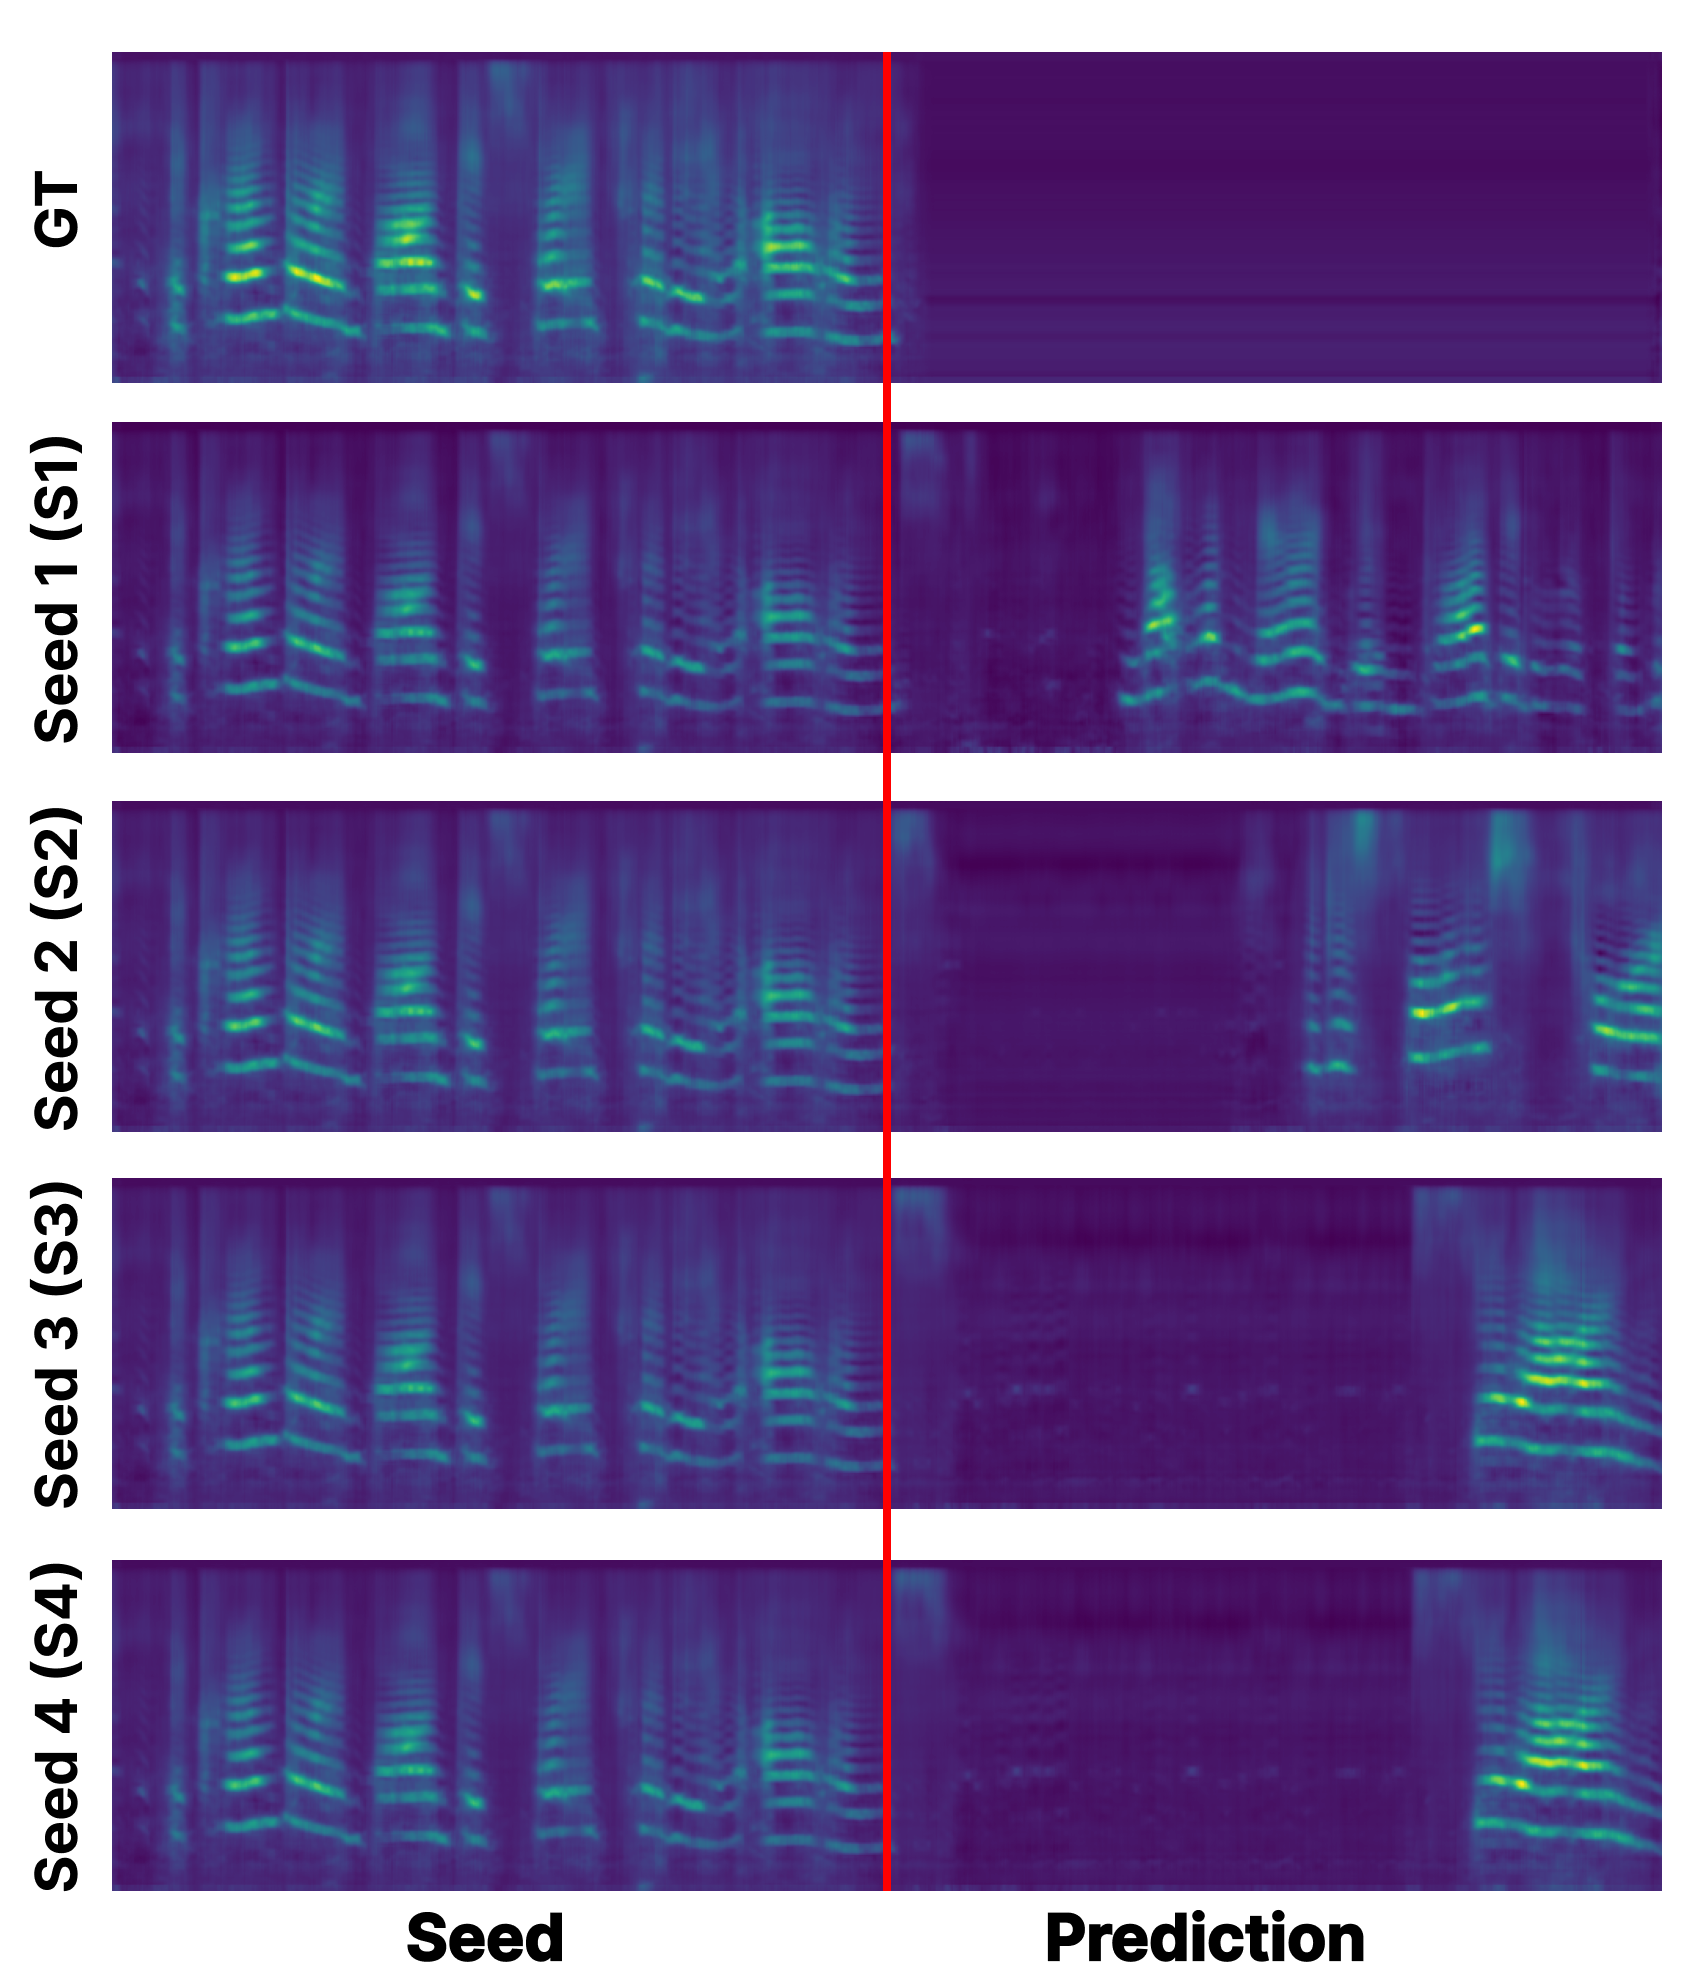 GT
Seed 1 (S1)
Seed 2 (S2)
Seed 3 (S3)
Seed 4 (S4)
Seed
Prediction